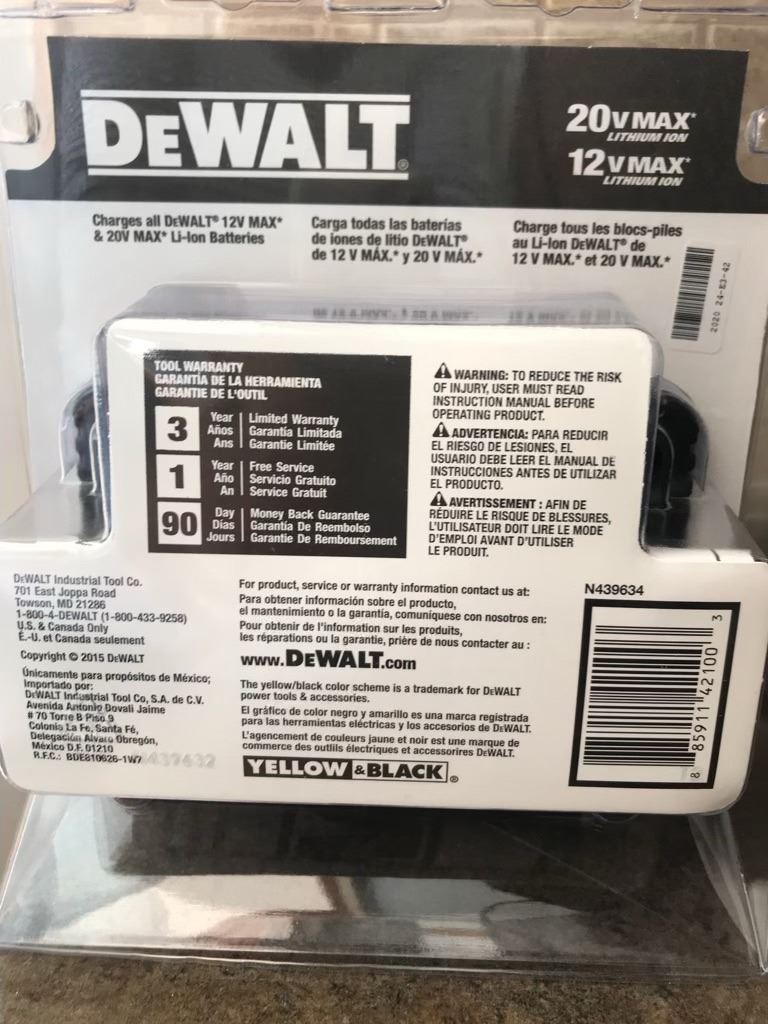 DEWALT®
20V MAX*
LITHIUM ION
12V MAX*
LITHIUM ION
Charges all DEWALT® 12V MAX*
& 20V MAX* Li-Ion Batteries
Carga todas las baterías
de iones de litio DEWALT®
de 12 V MÁX.* y 20 V MÁX.*
Charge tous les blocs-piles
au Li-Ion DEWALT® de
12 V MAX.* et 20 V MAX.*
2020 24-E3-42
TOOL WARRANTY
GARANTÍA DE LA HERRAMIENTA
GARANTIE DE L'OUTIL
3 Year Limited Warranty
Años Garantía Limitada
Ans Garantie Limitée
1 Year Free Service
Año Servicio Gratuito
An Service Gratuit
90 Day Money Back Guarantee
Días Garantía De Reembolso
Jours Garantie De Remboursement
WARNING: TO REDUCE THE RISK
OF INJURY, USER MUST READ
INSTRUCTION MANUAL BEFORE
OPERATING PRODUCT.
ADVERTENCIA: PARA REDUCIR
EL RIESGO DE LESIONES, EL
USUARIO DEBE LEER EL MANUAL DE
INSTRUCCIONES ANTES DE UTILIZAR
EL PRODUCTO.
AVERTISSEMENT : AFIN DE
RÉDUIRE LE RISQUE DE BLESSURES,
L'UTILISATEUR DOIT LIRE LE MODE
D'EMPLOI AVANT D'UTILISER
LE PRODUIT.
DEWALT Industrial Tool Co.
701 East Joppa Road
Towson, MD 21286
1-800-4-DEWALT (1-800-433-9258)
U.S. & Canada Only
É.-U. et Canada seulement
Copyright © 2015 DEWALT
Únicamente para propósitos de México;
Importado por:
DEWALT Industrial Tool Co, S.A. de C.V.
Avenida Antonio Dovali Jaime
# 70 Torre B Piso 9
Colonia La Fe, Santa Fé,
Delegación Alvaro Obregón,
México D.F. 01210
R.F.C.: BDE810626-1W7
For product, service or warranty information contact us at:
Para obtener información sobre el producto,
el mantenimiento o la garantía, comuníquese con nosotros en:
Pour obtenir de l'information sur les produits,
les réparations ou la garantie, prière de nous contacter au :
www.DEWALT.com
The yellow/black color scheme is a trademark for DEWALT
power tools & accessories.
El gráfico de color negro y amarillo es una marca registrada
para las herramientas eléctricas y los accesorios de DEWALT.
L'agencement de couleurs jaune et noir est une marque de
commerce des outlils électriques et accessorires DEWALT.
YELLOW & BLACK®
N439634
8 85911 42100 3